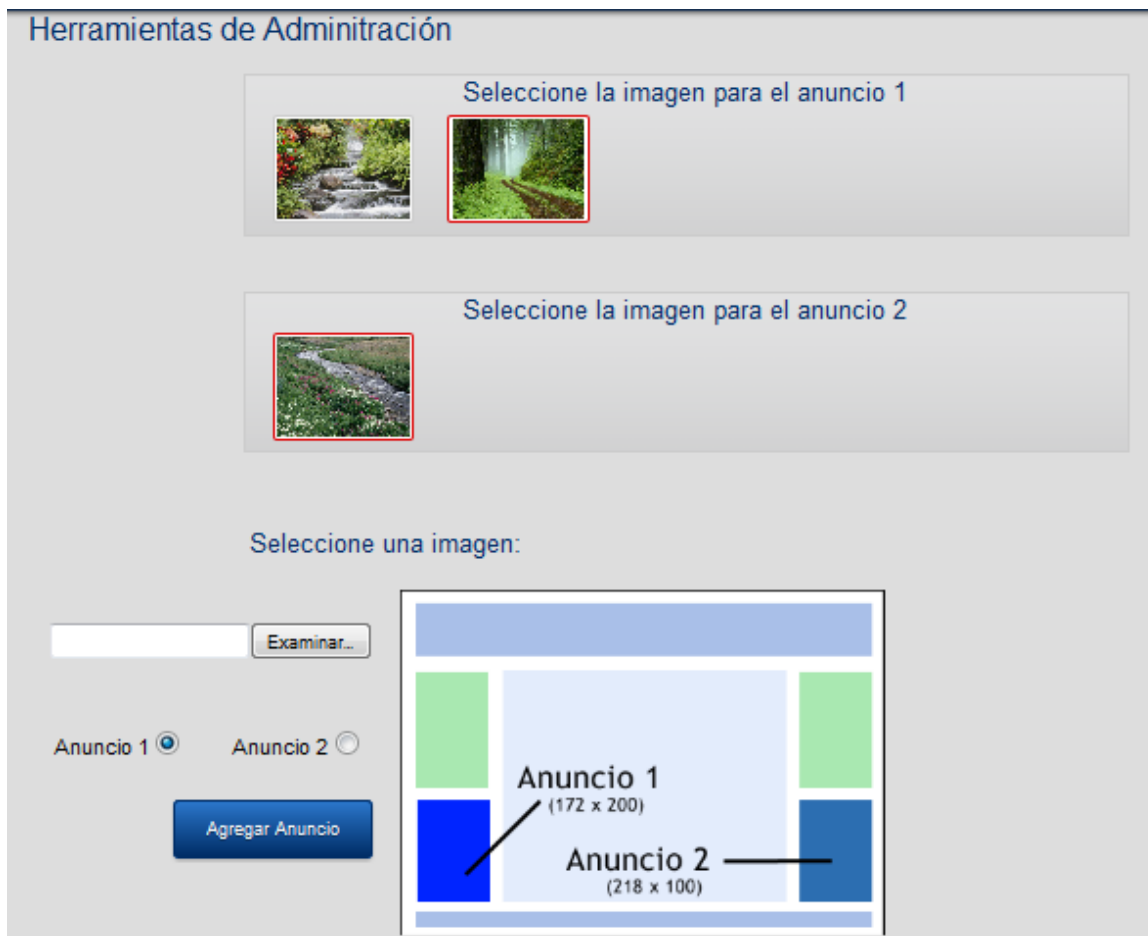 Herramientas de Adminitración
Seleccione la imagen para el anuncio 1
Seleccione la imagen para el anuncio 2
Seleccione una imagen:
Examinar...
Anuncio 1
Anuncio 2
Agregar Anuncio
Anuncio 1
(172 x 200)
Anuncio 2
(218 x 100)